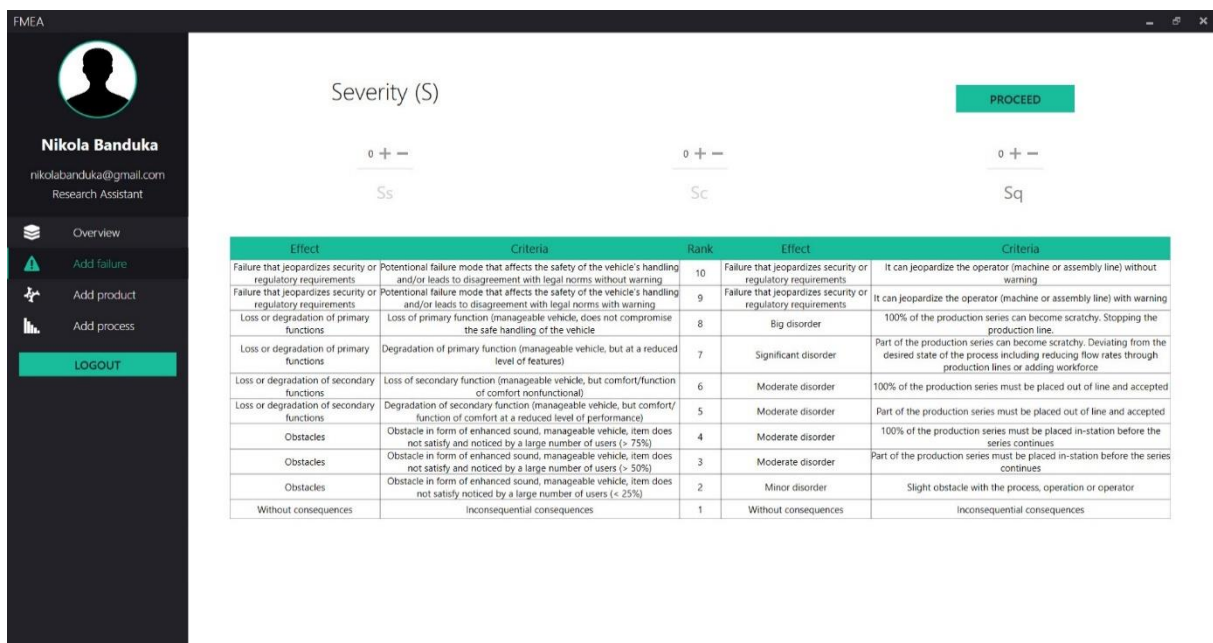 FMEA
Nikola Banduka
nikolabanduka@gmail.com
Research Assistant
Overview
Add failure
Add product
Add process
LOGOUT
Severity (S)
PROCEED
0 + −
0 + −
0 + −
Ss
Sc
Sq
Effect
Criteria
Rank
Effect
Criteria
Failure that jeopardizes security or
regulatory requirements
Potentional failure mode that affects the safety of the vehicle's handling
and/or leads to disagreement with legal norms without warning
10
Failure that jeopardizes security or
regulatory requirements
It can jeopardize the operator (machine or assembly line) without
warning
Failure that jeopardizes security or
regulatory requirements
Potentional failure mode that affects the safety of the vehicle's handling
and/or leads to disagreement with legal norms with warning
9
Failure that jeopardizes security or
regulatory requirements
It can jeopardize the operator (machine or assembly line) with warning
Loss or degradation of primary
functions
Loss of primary function (manageable vehicle, does not compromise
the safe handling of the vehicle
8
Big disorder
100% of the production series can become scratchy. Stopping the
production line.
Loss or degradation of primary
functions
Degradation of primary function (manageable vehicle, but at a reduced
level of features)
7
Significant disorder
Part of the production series can become scratchy. Deviating from the
desired state of the process including reducing flow rates through
production lines or adding workforce
Loss or degradation of secondary
functions
Loss of secondary function (manageable vehicle, but comfort/function
of comfort nonfunctional)
6
Moderate disorder
100% of the production series must be placed out of line and accepted
Loss or degradation of secondary
functions
Degradation of secondary function (manageable vehicle, but comfort/
function of comfort at a reduced level of performance)
5
Moderate disorder
Part of the production series must be placed out of line and accepted
Obstacles
Obstacle in form of enhanced sound, manageable vehicle, item does
not satisfy and noticed by a large number of users (> 75%)
4
Moderate disorder
100% of the production series must be placed in-station before the
series continues
Obstacles
Obstacle in form of enhanced sound, manageable vehicle, item does
not satisfy and noticed by a large number of users (> 50%)
3
Moderate disorder
Part of the production series must be placed in-station before the series
continues
Obstacles
Obstacle in form of enhanced sound, manageable vehicle, item does
not satisfy noticed by a large number of users (< 25%)
2
Minor disorder
Slight obstacle with the process, operation or operator
Without consequences
Inconsequential consequences
1
Without consequences
Inconsequential consequences